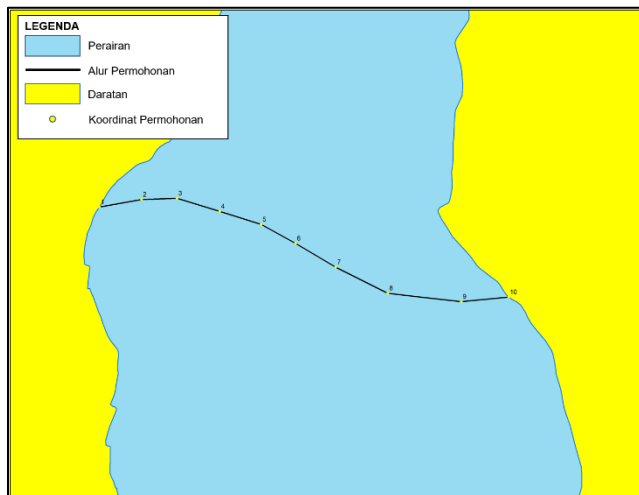 LEGENDA
Perairan
Alur Permohonan
Daratan
Koordinat Permohonan
1
2
3
4
5
6
7
8
9
10